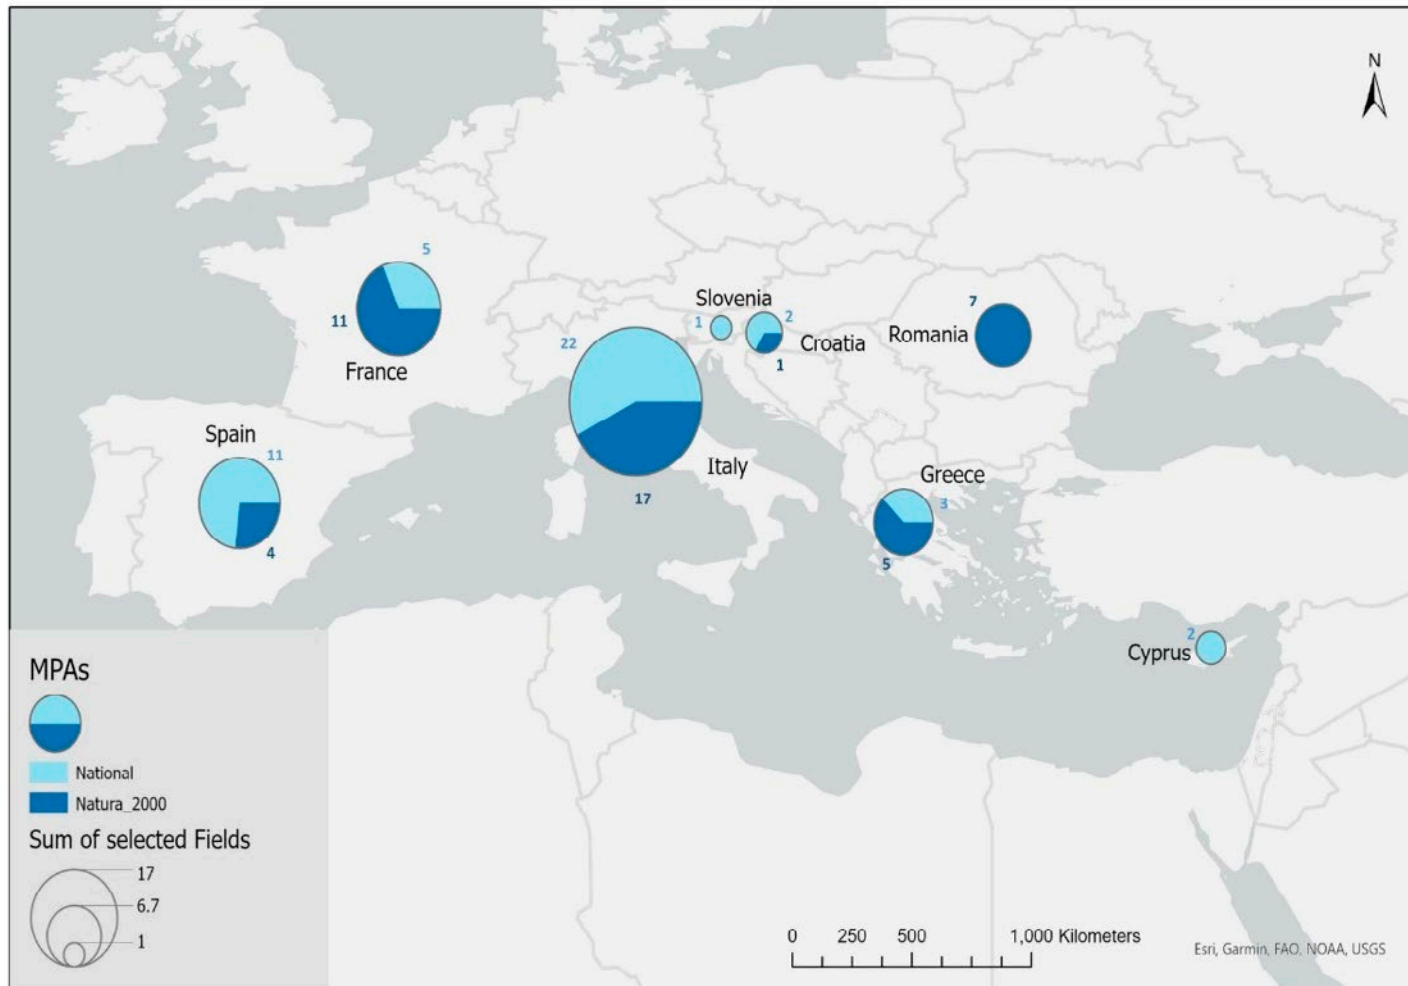 N
5
11
France
Slovenia
1
2
Croatia
1
7
Romania
22
Italy
17
Spain
11
4
Greece
3
5
2
Cyprus
MPAs
National
Natura_2000
Sum of selected Fields
17
6.7
1
0 250 500 1,000 Kilometers
Esri, Garmin, FAO, NOAA, USGS